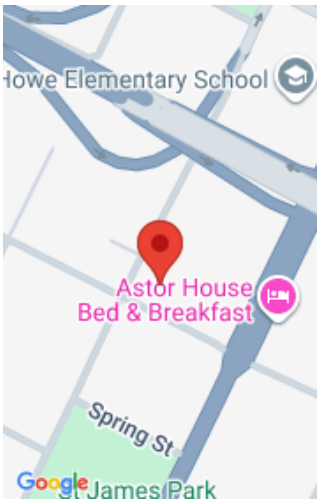 Howe Elementary School
Astor House
Bed & Breakfast
Spring St
Google
St James Park